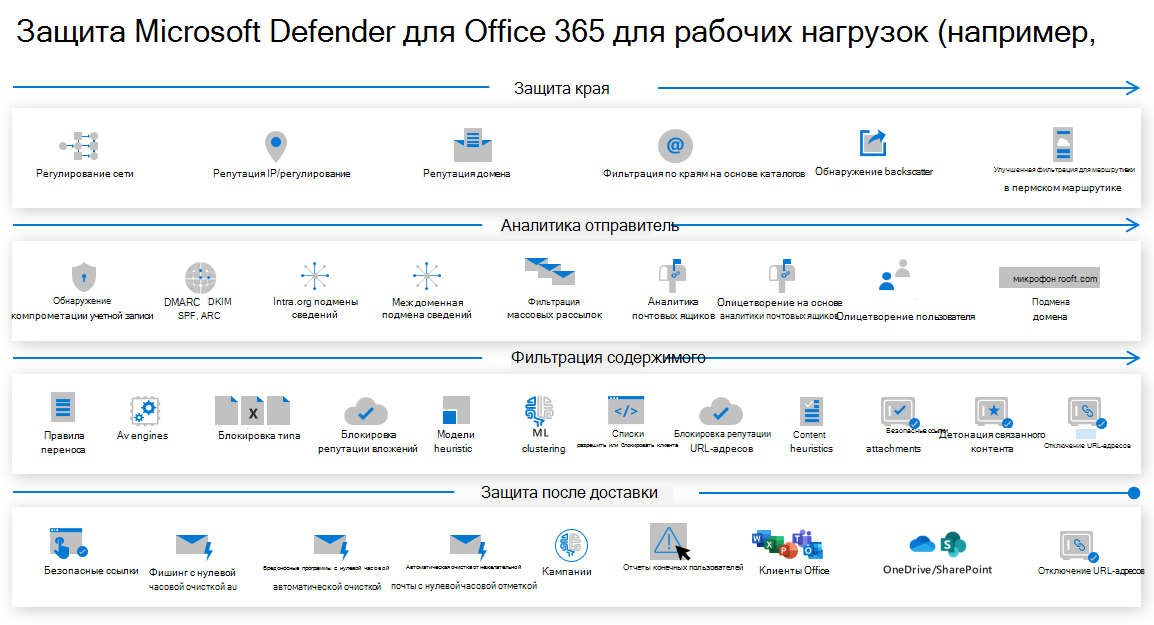 Защита Microsoft Defender для Office 365 для рабочих нагрузок (например,
Защита края
Регулирование сети
Репутация IP/регулирование
Репутация домена
@
Фильтрация по краям на основе каталогов
Обнаружение backscatter
Улучшенная фильтрация для маршрутивки
в пермском маршрутике
Аналитика отправитель
Обнаружение
компрометации учетной записи
DMARC DKIM
SPF, ARC
Intra.org подмены
сведений
Меж доменная
подмена сведений
Фильтрация
массовых рассылок
Аналитика
почтовых ящиков
Олицетворение на основе
аналитики почтовых ящиков
Олицетворение пользователя
микрофон rooft.com
Подмена
домена
Фильтрация содержимого
Правила
переноса
Av engines
X
Блокировка типа
Блокировка
репутации вложений
Модели
heuristic
ML
clustering
</>
Списки
разрешить или блокировать клиента
Блокировка репутации
URL-адресов
Content
heuristics
Безопасные ссылки
attachments
Детонация связанного
контента
Отключение URL-адресов
Защита после доставки
Безопасные ссылки
Фишинг с нулевой
часовой очисткой au
Вредоносные программы с нулевой часовой
автоматической очисткой
Автоматическая очистка от нежелательной
почты с нулевой часовой отметкой
Кампании
Отчеты конечных пользователей
W X P T O
Клиенты Office
S
OneDrive/SharePoint
Отключение URL-адресов